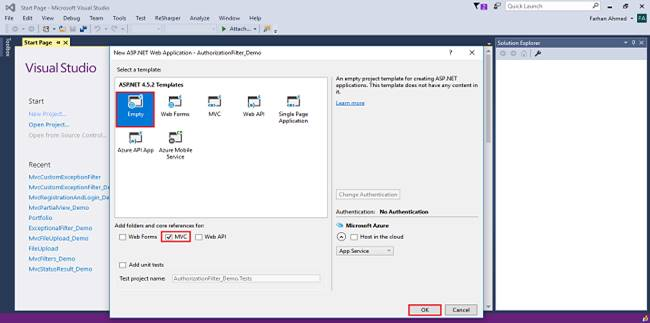 Start Page - Microsoft Visual Studio
Quick Launch (Ctrl+Q)
File Edit View Debug Team Tools Test ReSharper Analyze Window Help
Farhan Ahmed FA
Attach...
Toolbox
Start Page
Solution Explorer
Visual Studio
Start
New Project...
Open Project...
Open from Source Control...
Recent
MvcCustomExceptionFilter
MvcCustomExceptionFilter_D
MvcRegistrationAndLogin_De
MvcPartialView_Demo
Portfolio
ExceptionalFilter_Demo
MvcFileUpload_Demo
FileUpload
MvcFilters_Demo
MvcStatusResult_Demo
New ASP.NET Web Application - AuthorizationFilter_Demo
Select a template:
ASP.NET 4.5.2 Templates
Empty
Web Forms
MVC
Web API
Single Page Application
Azure API App
Azure Mobile Service
An empty project template for creating ASP.NET
applications. This template does not have any content in
it.
Learn more
Change Authentication
Authentication: No Authentication
Microsoft Azure
Host in the cloud
App Service
Add folders and core references for:
Web Forms MVC Web API
Add unit tests
Test project name: AuthorizationFilter_Demo.Tests
OK Cancel